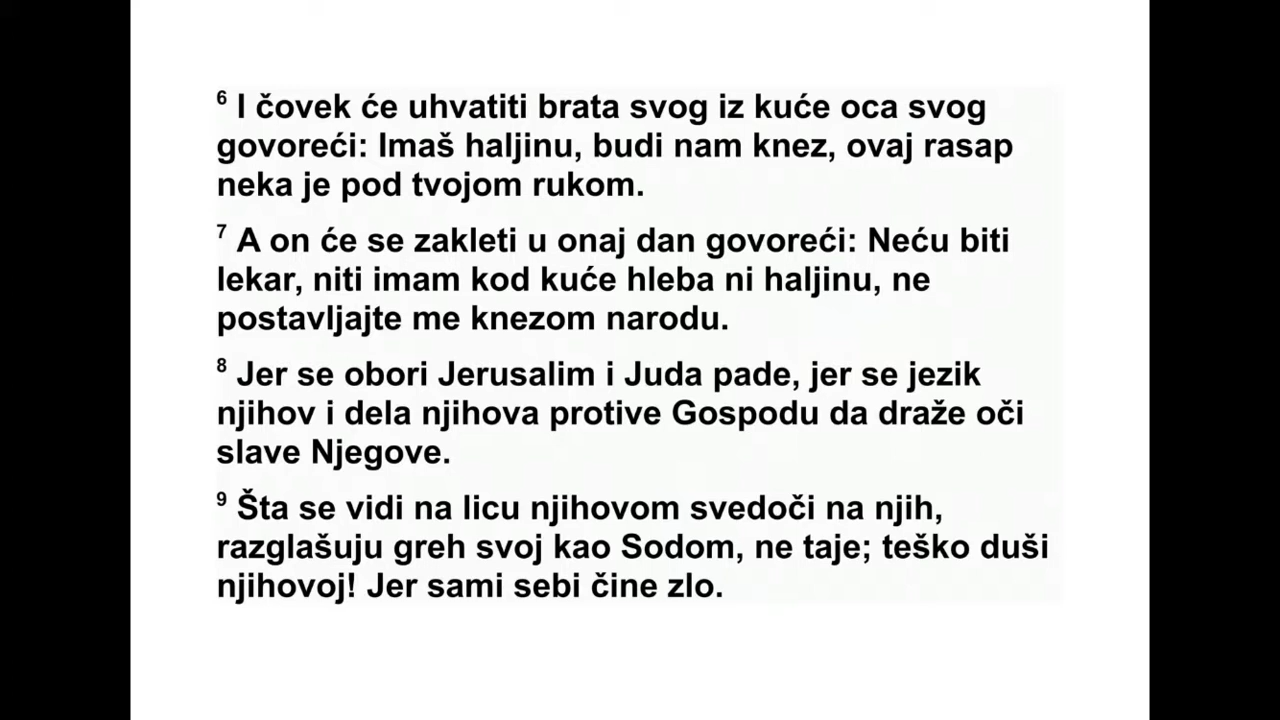 6 I čovek će uhvatiti brata svog iz kuće oca svog
govoreći: Imaš haljinu, budi nam knez, ovaj rasap
neka je pod tvojom rukom.
7 A on će se zakleti u onaj dan govoreći: Neću biti
lekar, niti imam kod kuće hleba ni haljinu, ne
postavljajte me knezom narodu.
8 Jer se obori Jerusalim i Juda pade, jer se jezik
njihov i dela njihova protive Gospodu da draže oči
slave Njegove.
9 Šta se vidi na licu njihovom svedoči na njih,
razglašuju greh svoj kao Sodom, ne taje; teško duši
njihovoj! Jer sami sebi čine zlo.